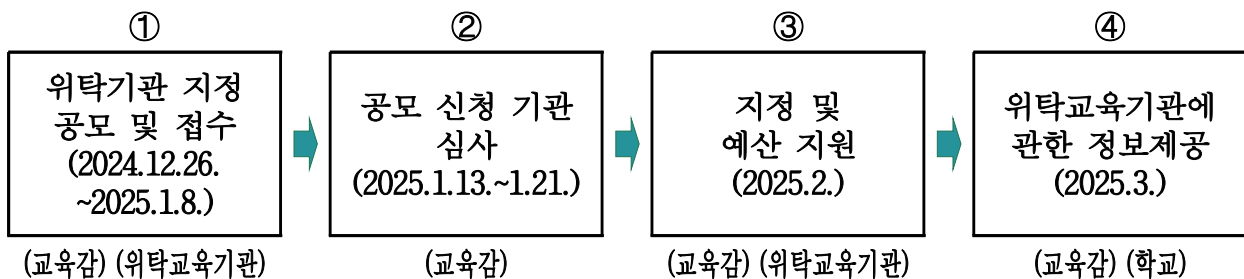 ①
위탁기관 지정
공모 및 접수
(2024.12.26.
~2025.1.8.)
(교육감) (위탁교육기관)
②
공모 신청 기관
심사
(2025.1.13.~1.21.)
(교육감)
③
지정 및
예산 지원
(2025.2.)
(교육감) (위탁교육기관)
④
위탁교육기관에
관한 정보제공
(2025.3.)
(교육감) (학교)